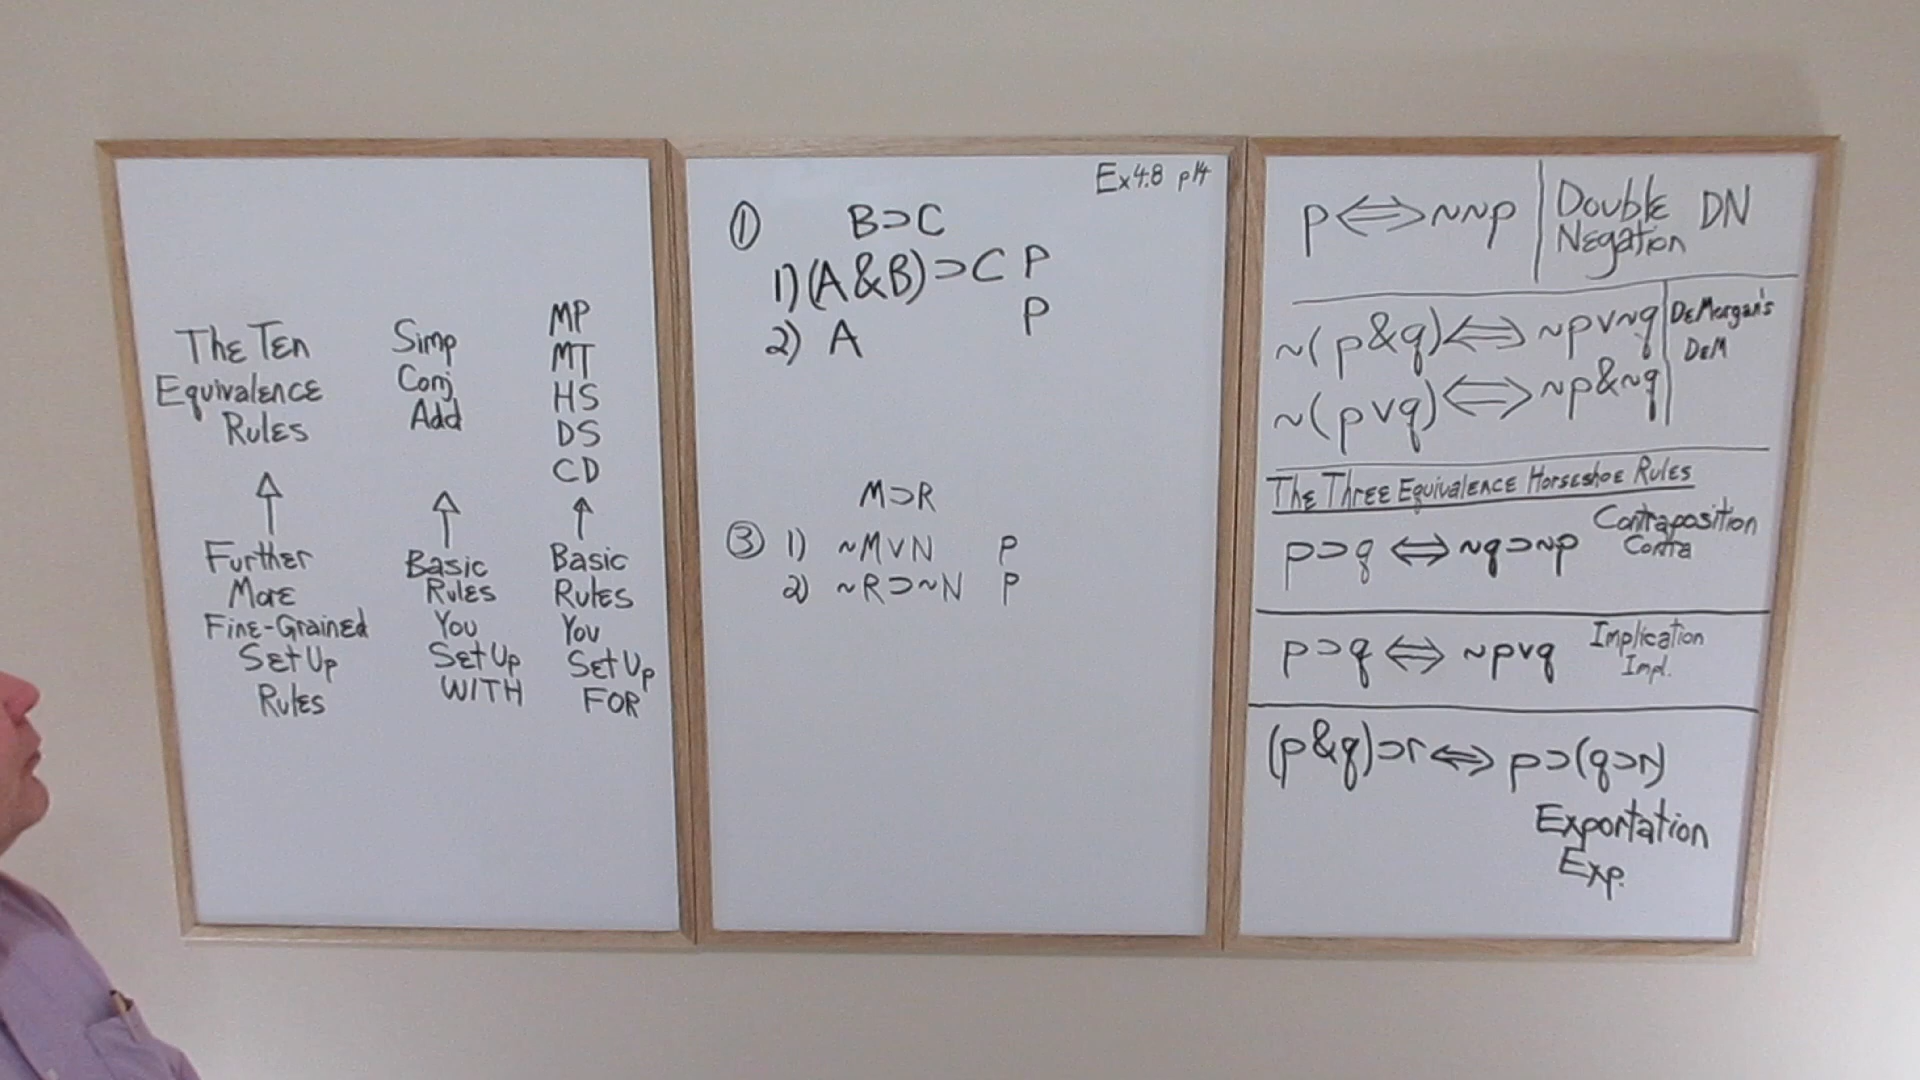 The Ten
Equivalence
Rules
Further
More
Fine-Grained
Set Up
Rules
Simp
Conj
Add
Basic
Rules
You
Set Up
WITH
MP
MT
HS
DS
CD
Basic
Rules
You
Set Up
FOR
Ex 4.8 p14
① B⊃C
1) (A&B)⊃C P
2) A P
M⊃R
③ 1) ~M∨N P
2) ~R⊃~N P
p⇔~~p | Double Negation DN
~(p&q)⇔~p∨~q | DeMorgan's
~(p∨q)⇔~p&~q | DeM
The Three Equivalence Horseshoe Rules
p⊃q⇔~q⊃~p Contraposition
Contra
p⊃q⇔~p∨q Implication
Impl.
(p&q)⊃r⇔p⊃(q⊃r)
Exportation
Exp.